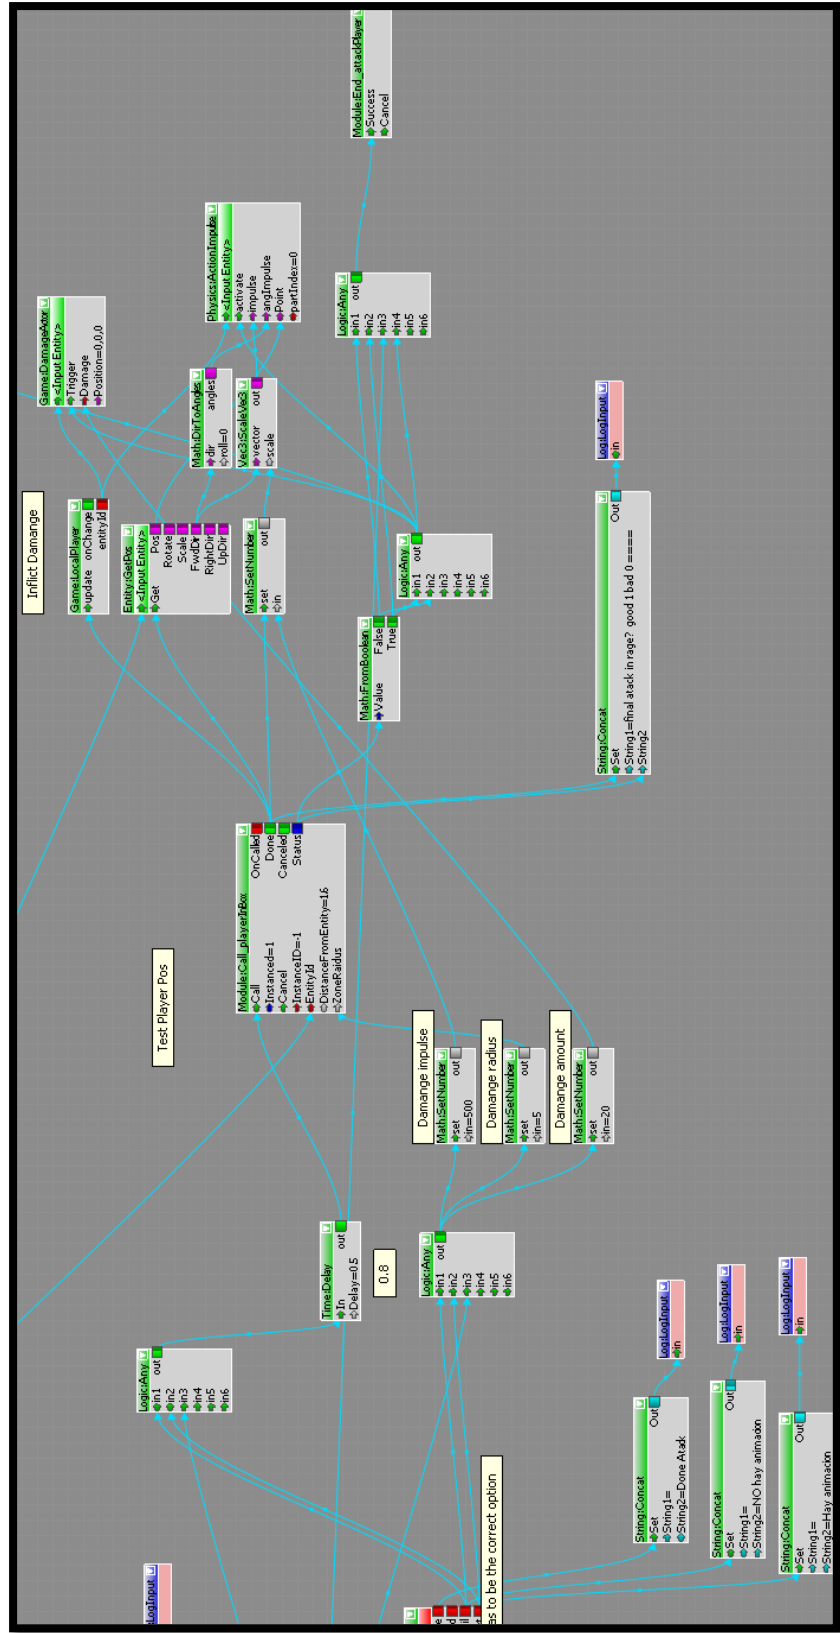 LogInput
as to be the correct option
Logic:Any
in1
out
in2
in3
in4
in5
in6
String:Concat
Set
Out
String1=
String2=Done Atack
Log:LogInput
in
String:Concat
Set
Out
String1=
String2=NO hay animacion
Log:LogInput
in
String:Concat
Set
Out
String1=
String2=Hay animacion
Log:LogInput
in
Time:Delay
In
out
Delay=0.5
0.8
Logic:Any
in1
out
in2
in3
in4
in5
in6
Damange impulse
Math:SetNumber
set
out
in=500
Damange radius
Math:SetNumber
set
out
in=5
Damange amount
Math:SetNumber
set
out
in=20
Test Player Pos
Module:Call_playerInBox
Call
OnCalled
Instanced=1
Done
Cancel
Canceled
InstanceID=-1
Status
EntityId
DistanceFromEntity=1.6
ZoneRaidus
Inflict Damange
Game:LocalPlayer
update
onChange
entityId
Entity:GetPos
<Input Entity>
Get
Pos
Rotate
Scale
FwdDir
RightDir
UpDir
Math:SetNumber
set
out
in
Math:FromBoolean
Value
False
True
Logic:Any
in1
out
in2
in3
in4
in5
in6
String:Concat
Set
Out
String1=final atack in rage? good 1 bad 0 =====
String2
Log:LogInput
in
Game:DamageActor
<Input Entity>
Trigger
Damage
Position=0,0,0
Math:DirToAngles
dir
angles
roll=0
Vec3:ScaleVec3
vector
out
scale
Physics:ActionImpulse
<Input Entity>
activate
impulse
angImpulse
Point
partIndex=0
Logic:Any
in1
out
in2
in3
in4
in5
in6
Module:End_attackPlayer
Success
Cancel